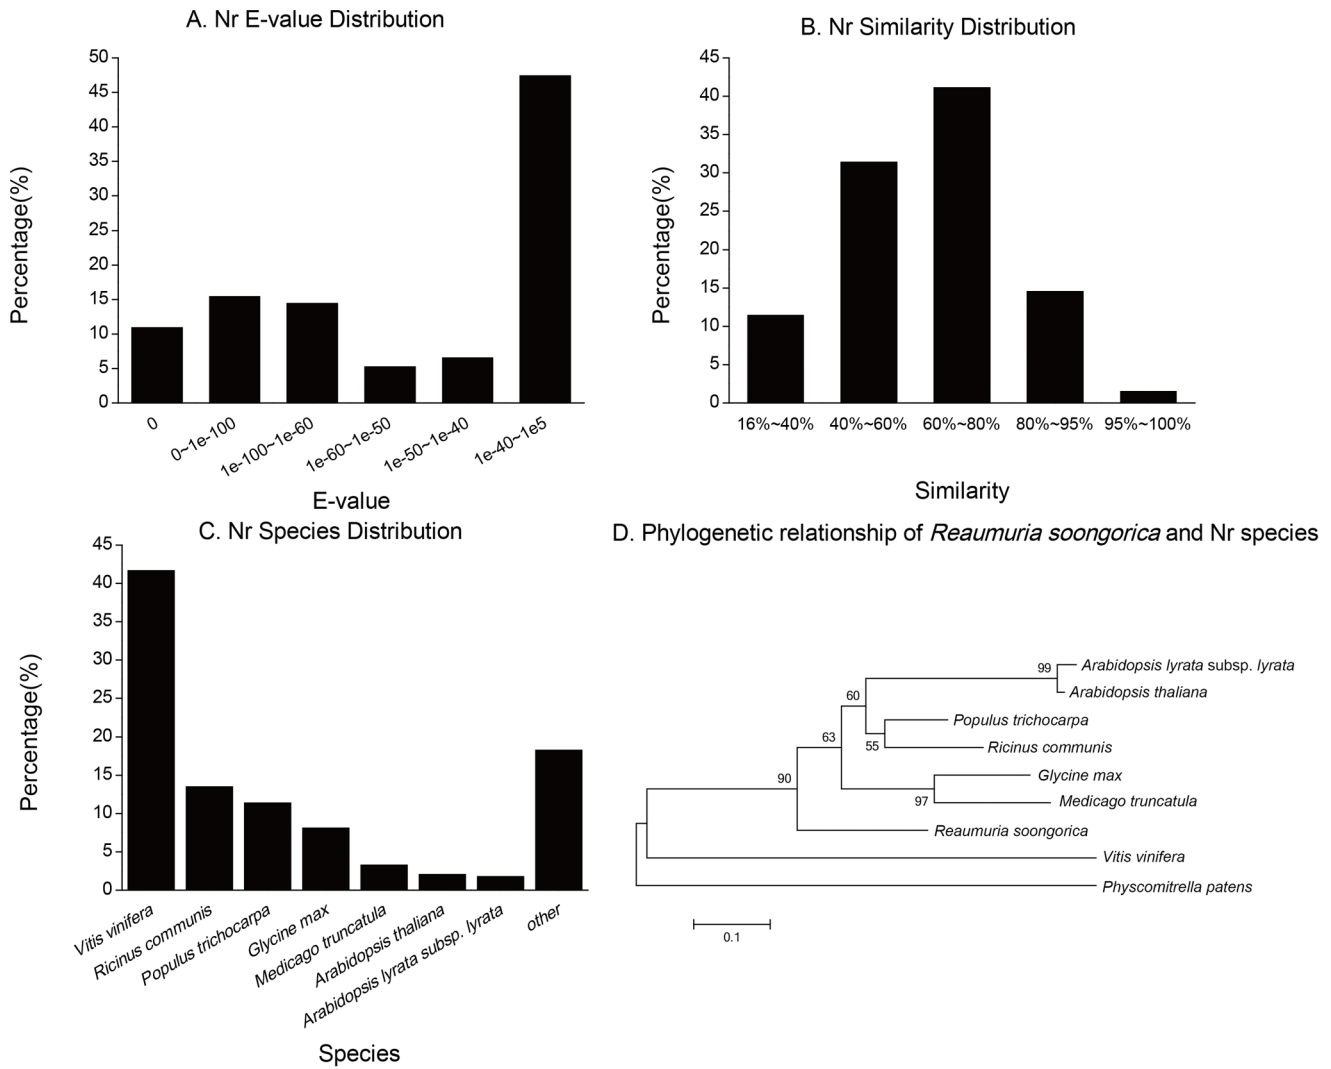 A. Nr E-value Distribution
Percentage(%)
50
45
40
35
30
25
20
15
10
5
0
0
0~1e-100
1e-100~1e-60
1e-60~1e-50
1e-50~1e-40
1e-40~1e5
E-value
B. Nr Similarity Distribution
Percentage(%)
45
40
35
30
25
20
15
10
5
0
16%~40%
40%~60%
60%~80%
80%~95%
95%~100%
Similarity
C. Nr Species Distribution
Percentage(%)
45
40
35
30
25
20
15
10
5
0
Vitis vinifera
Ricinus communis
Populus trichocarpa
Glycine max
Medicago truncatula
Arabidopsis thaliana
Arabidopsis lyrata subsp. lyrata
other
Species
D. Phylogenetic relationship of Reaumuria soongorica and Nr species
99
Arabidopsis lyrata subsp. lyrata
Arabidopsis thaliana
60
Populus trichocarpa
63
55
Ricinus communis
90
Glycine max
97
Medicago truncatula
Reaumuria soongorica
Vitis vinifera
Physcomitrella patens
0.1